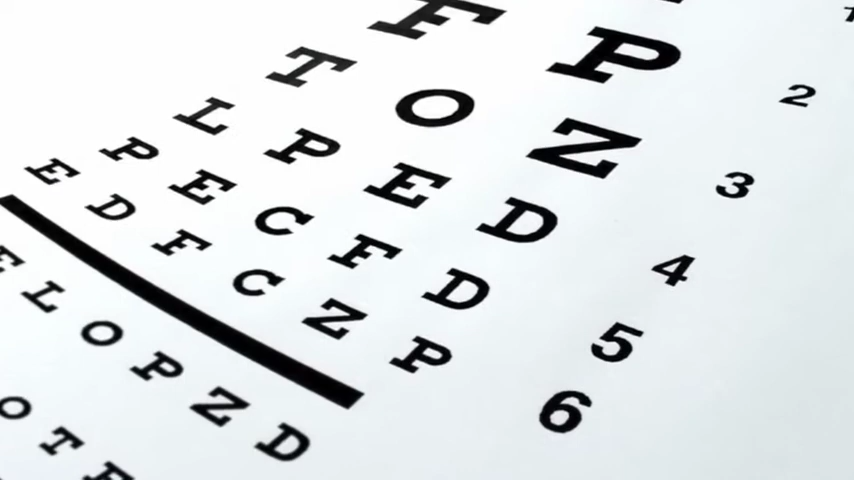 F P 2
T O Z 3
L P E D 4
P E C F D 5
E D F C Z P 6
E L O P Z D
O T E